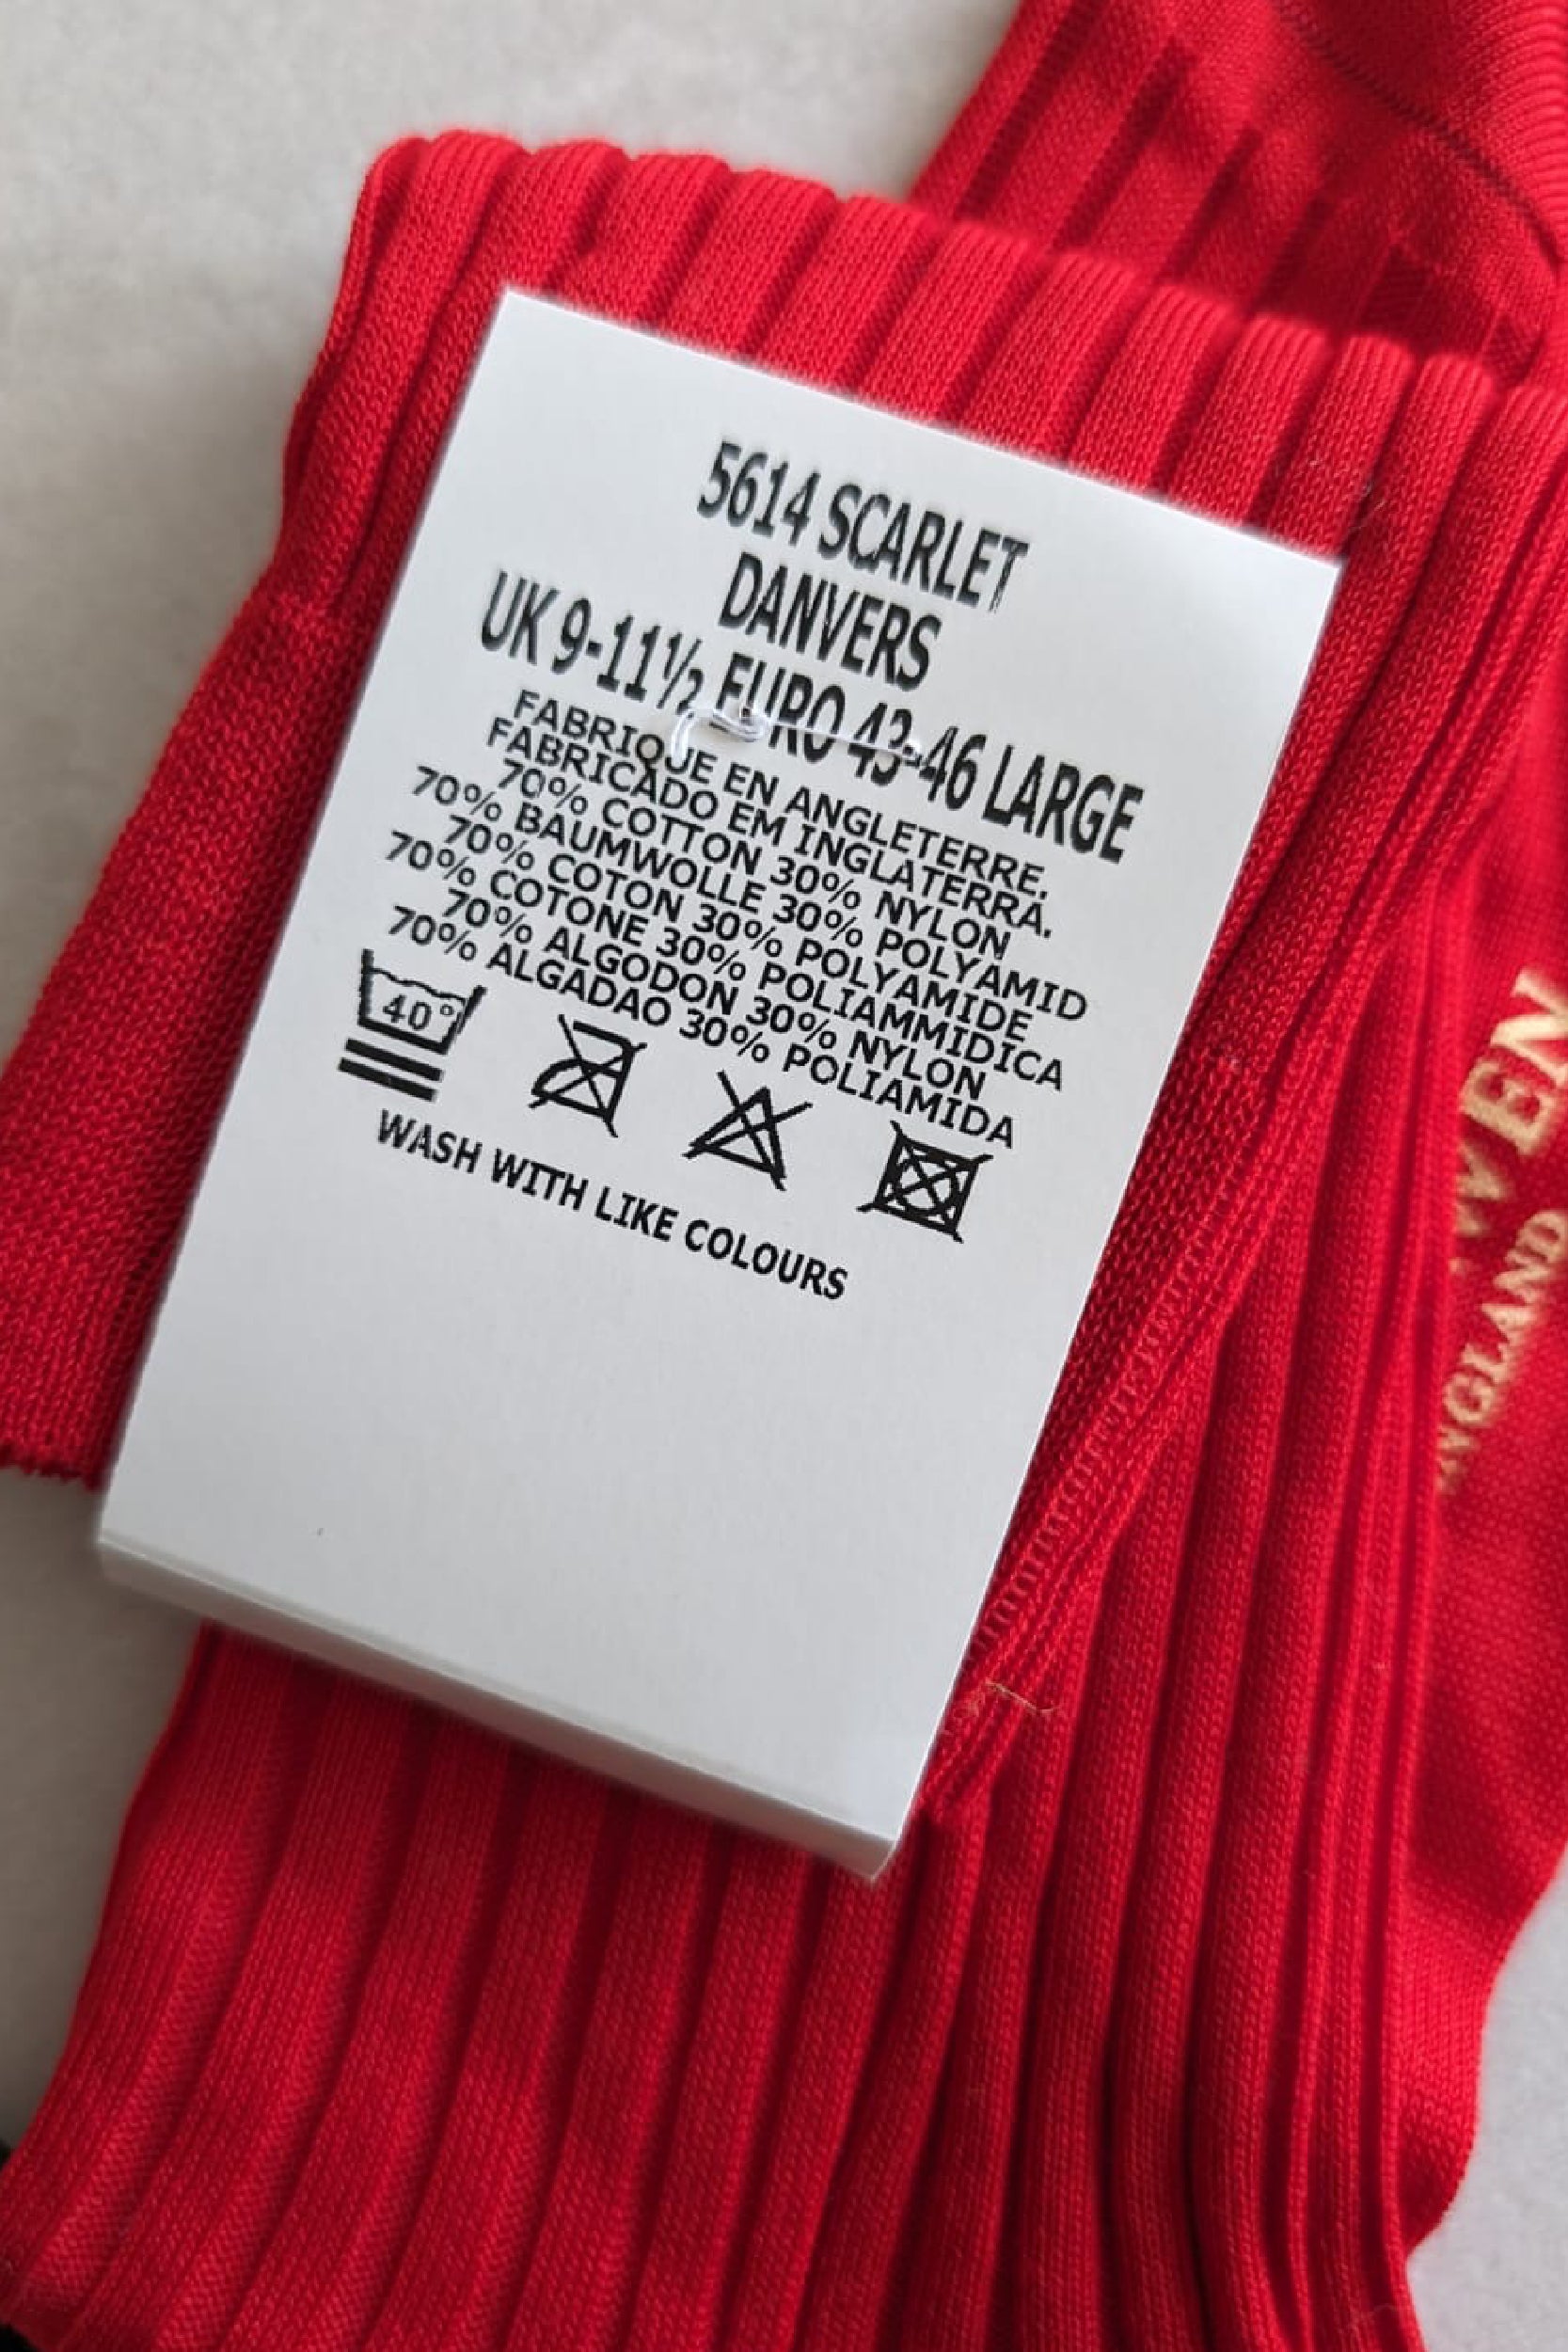 5614 SCARLET
DANVERS
UK 9-11½ EURO 43-46 LARGE
FABRIQUE EN ANGLETERRE.
FABRICADO EM INGLATERRA.
70% COTTON 30% NYLON
70% BAUMWOLLE 30% POLYAMID
70% COTON 30% POLYAMIDE
70% COTONE 30% POLIAMMIDICA
70% ALGODON 30% NYLON
70% ALGADAO 30% POLIAMIDA
40°
WASH WITH LIKE COLOURS